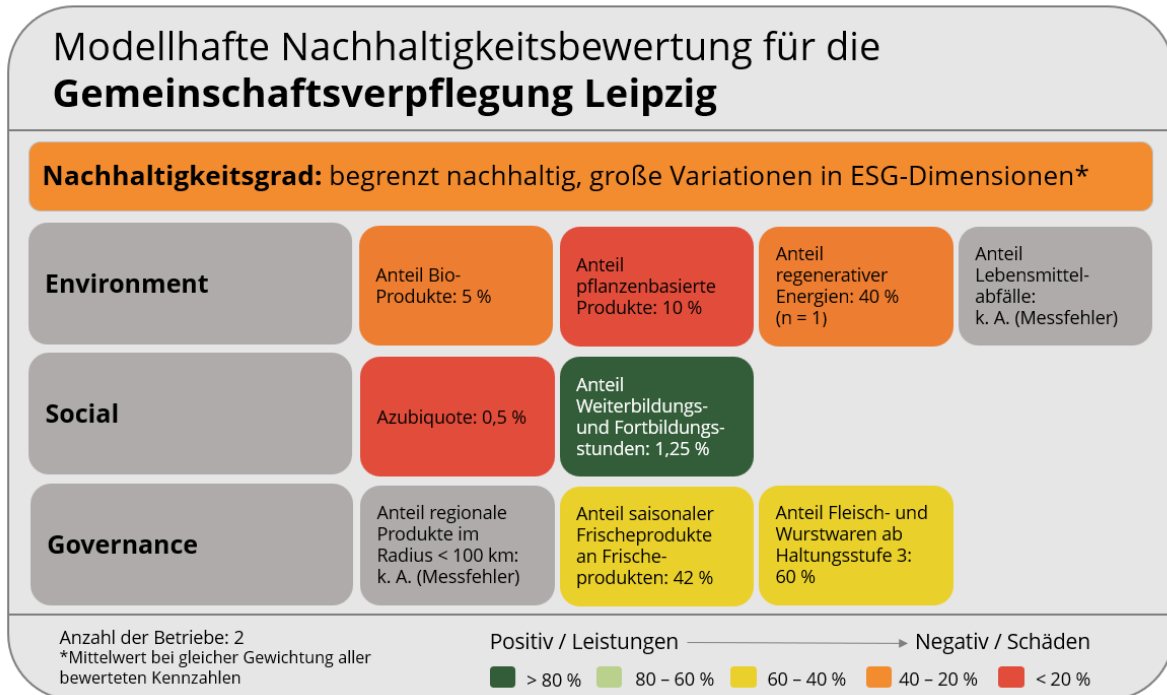 Modellhafte Nachhaltigkeitsbewertung für die
Gemeinschaftsverpflegung Leipzig
Nachhaltigkeitsgrad: begrenzt nachhaltig, große Variationen in ESG-Dimensionen*
Environment
Anteil Bio-
Produkte: 5 %
Anteil
pflanzenbasierte
Produkte: 10 %
Anteil
regenerativer
Energien: 40 %
(n = 1)
Anteil
Lebensmittel-
abfälle:
k. A. (Messfehler)
Social
Azubiquote: 0,5 %
Anteil
Weiterbildungs-
und Fortbildungs-
stunden: 1,25 %
Governance
Anteil regionale
Produkte im
Radius < 100 km:
k. A. (Messfehler)
Anteil saisonaler
Frischeprodukte
an Frische-
produkten: 42 %
Anteil Fleisch- und
Wurstwaren ab
Haltungsstufe 3:
60 %
Anzahl der Betriebe: 2
*Mittelwert bei gleicher Gewichtung aller
bewerteten Kennzahlen
Positiv / Leistungen Negativ / Schäden
> 80 % 80 – 60 % 60 – 40 % 40 – 20 % < 20 %